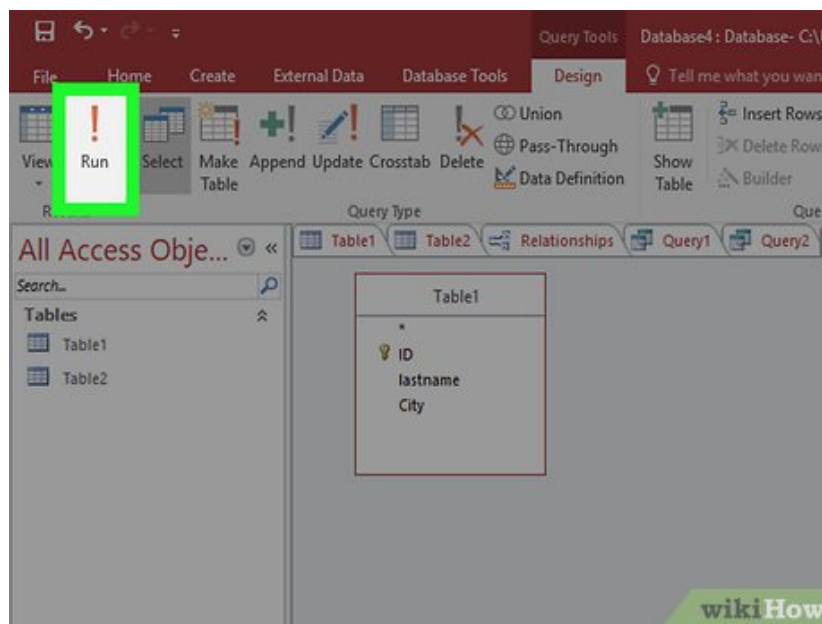 Query Tools Database4 : Database- C:\
File Home Create External Data Database Tools Design Tell me what you wan
View Run Select Make Table Append Update Crosstab Delete
Union
Pass-Through
Data Definition
Show Table
Insert Rows
Delete Row
Builder
Query Type Que
All Access Obje...
Search...
Tables
Table1
Table2
Table1 Table2 Relationships Query1 Query2
Table1
*
ID
lastname
City
wikiHow